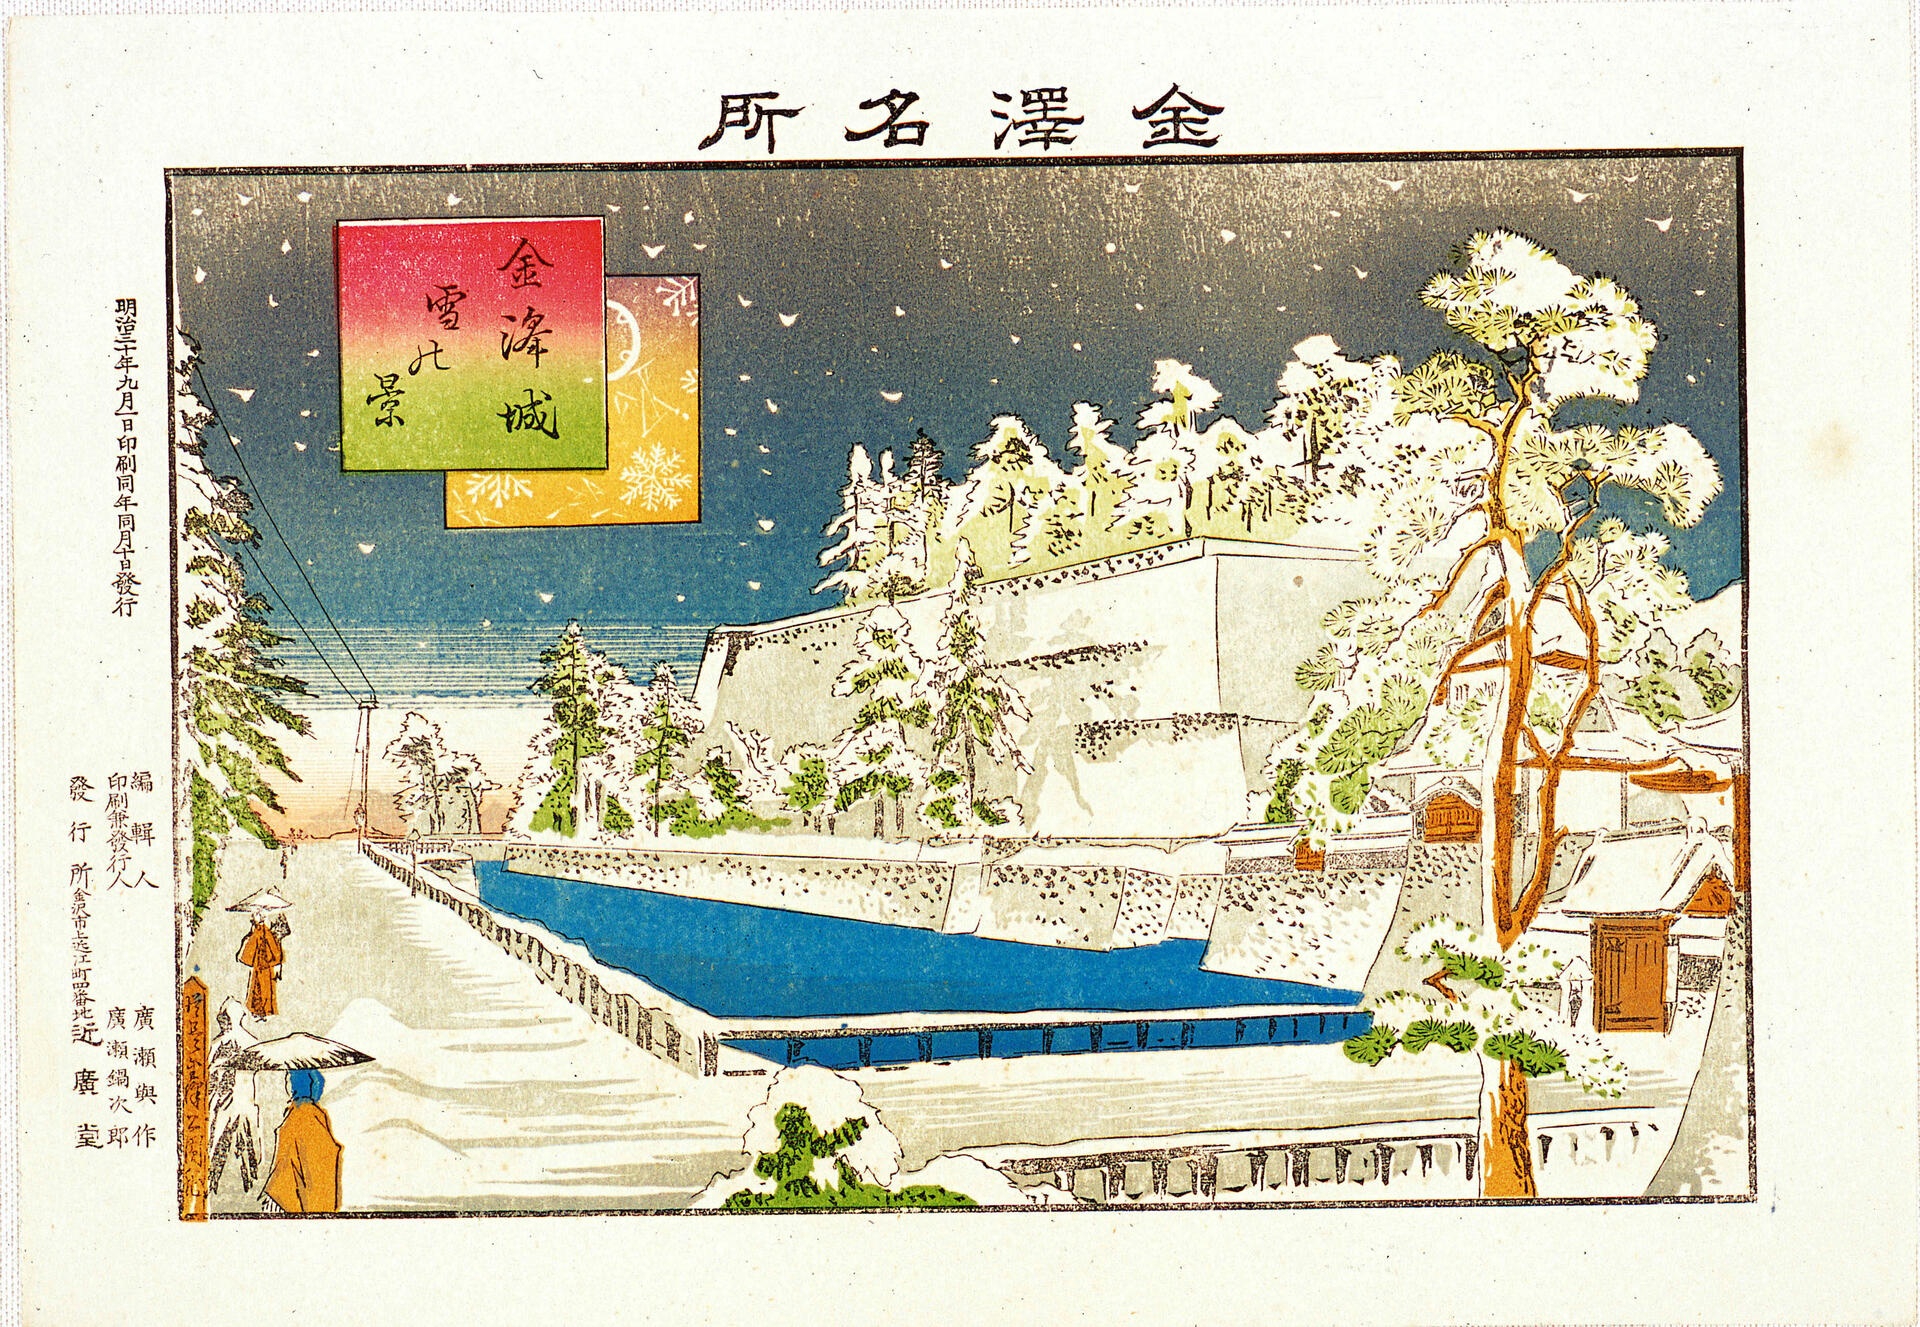 金澤名所
金澤城
雪の景
明治三十年九月一日印刷同年同月十日發行
編輯人 廣瀬與作
印刷兼發行人 廣瀬鍋次郎
發行所 金沢市上近江町四番地 近廣堂